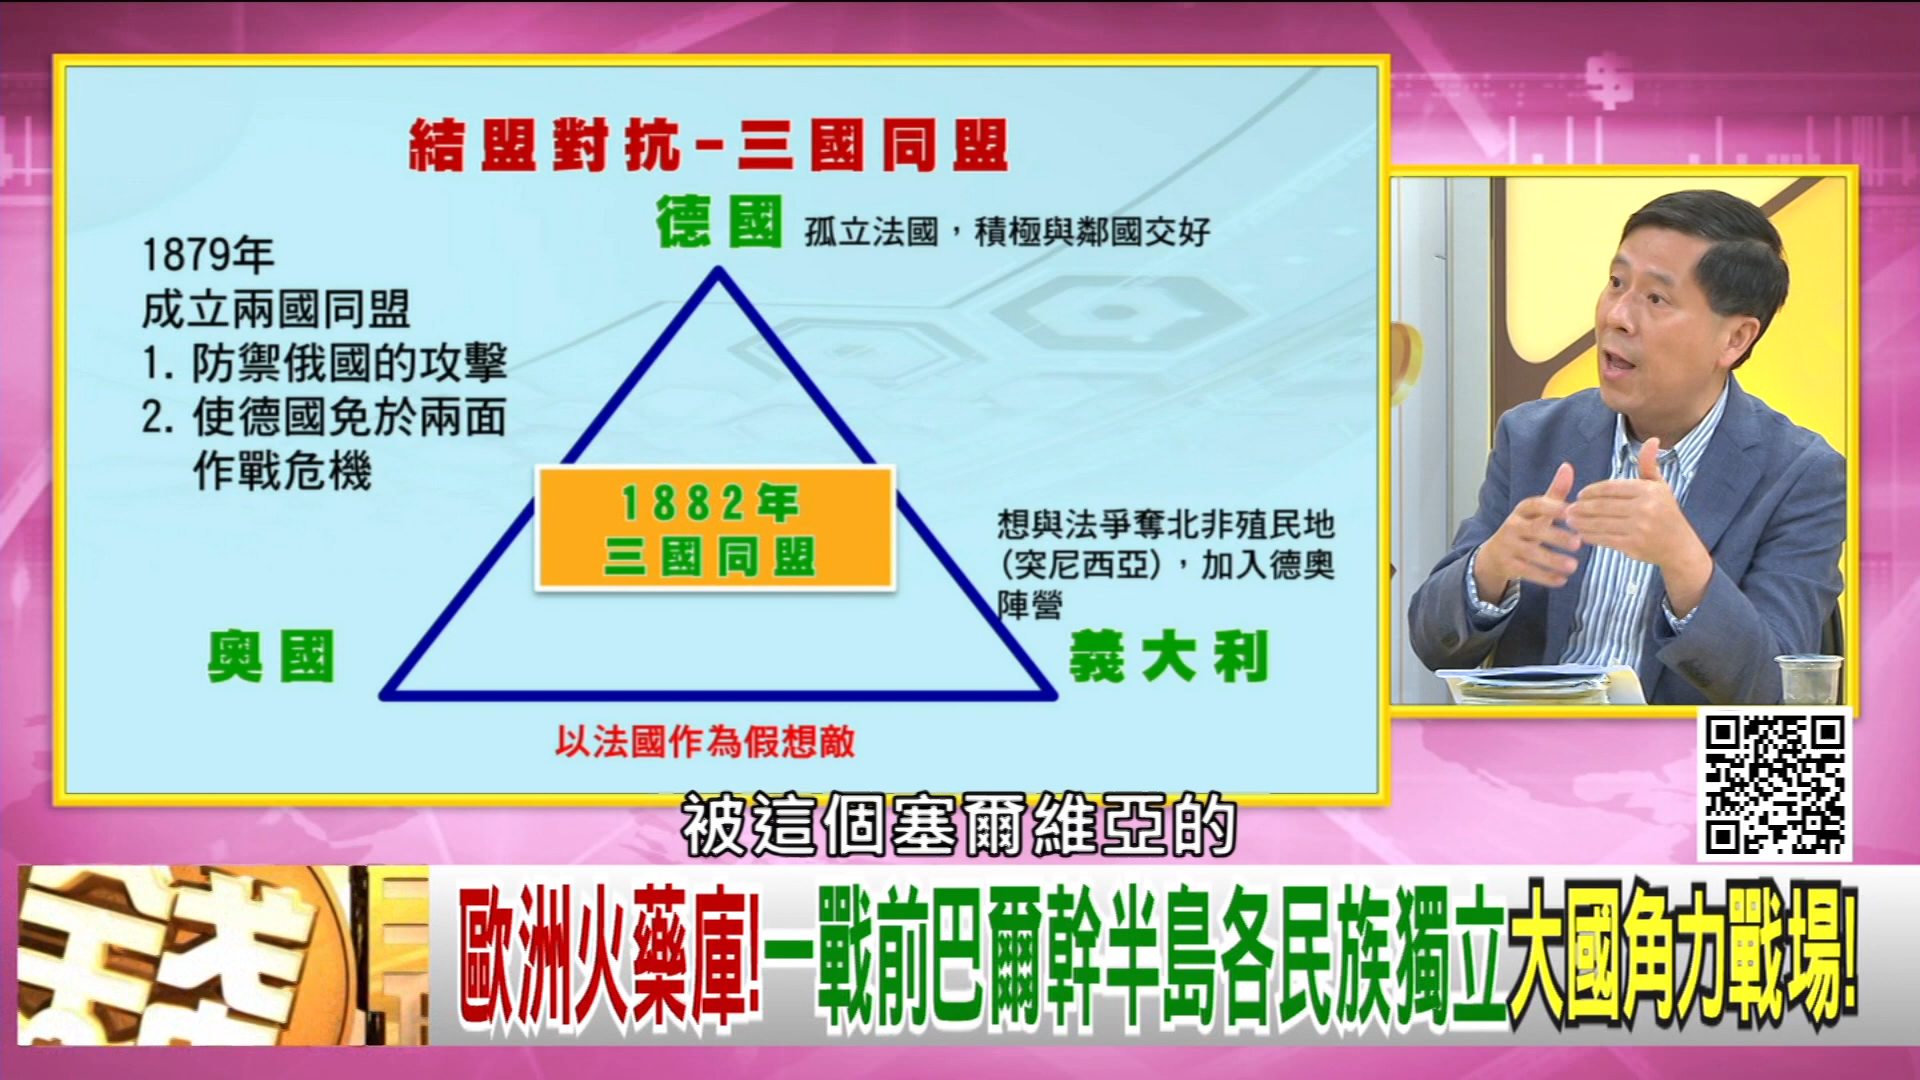 結盟對抗-三國同盟
德國 孤立法國，積極與鄰國交好
1879年
成立兩國同盟
1. 防禦俄國的攻擊
2. 使德國免於兩面
作戰危機
1882年
三國同盟
想與法爭奪北非殖民地
(突尼西亞)，加入德奧
陣營
奧國
義大利
以法國作為假想敵
被這個塞爾維亞的
歐洲火藥庫!一戰前巴爾幹半島各民族獨立大國角力戰場!